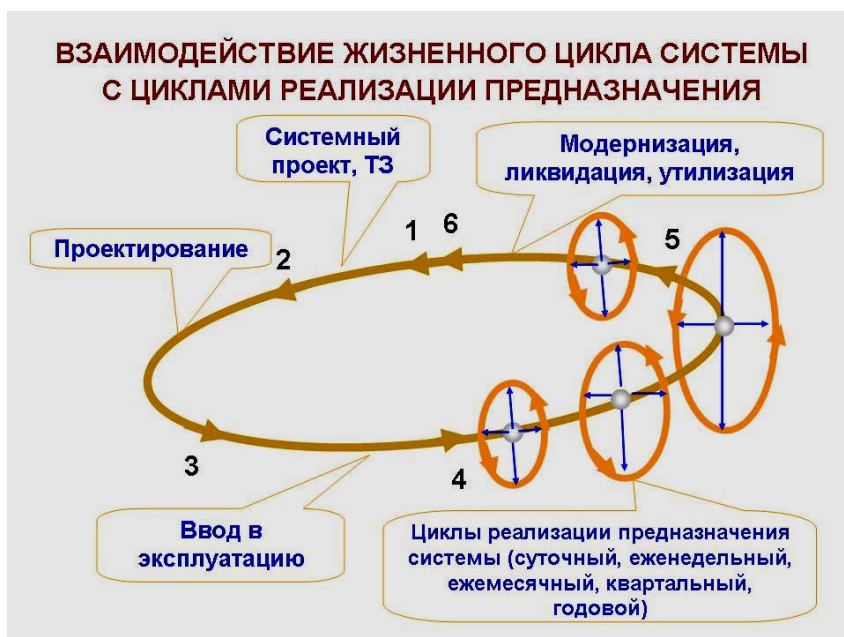 ВЗАИМОДЕЙСТВИЕ ЖИЗНЕННОГО ЦИКЛА СИСТЕМЫ
С ЦИКЛАМИ РЕАЛИЗАЦИИ ПРЕДНАЗНАЧЕНИЯ
Системный
проект, ТЗ
Модернизация,
ликвидация, утилизация
Проектирование
1
6
5
2
3
4
Ввод в
эксплуатацию
Циклы реализации предназначения
системы (суточный, еженедельный,
ежемесячный, квартальный,
годовой)